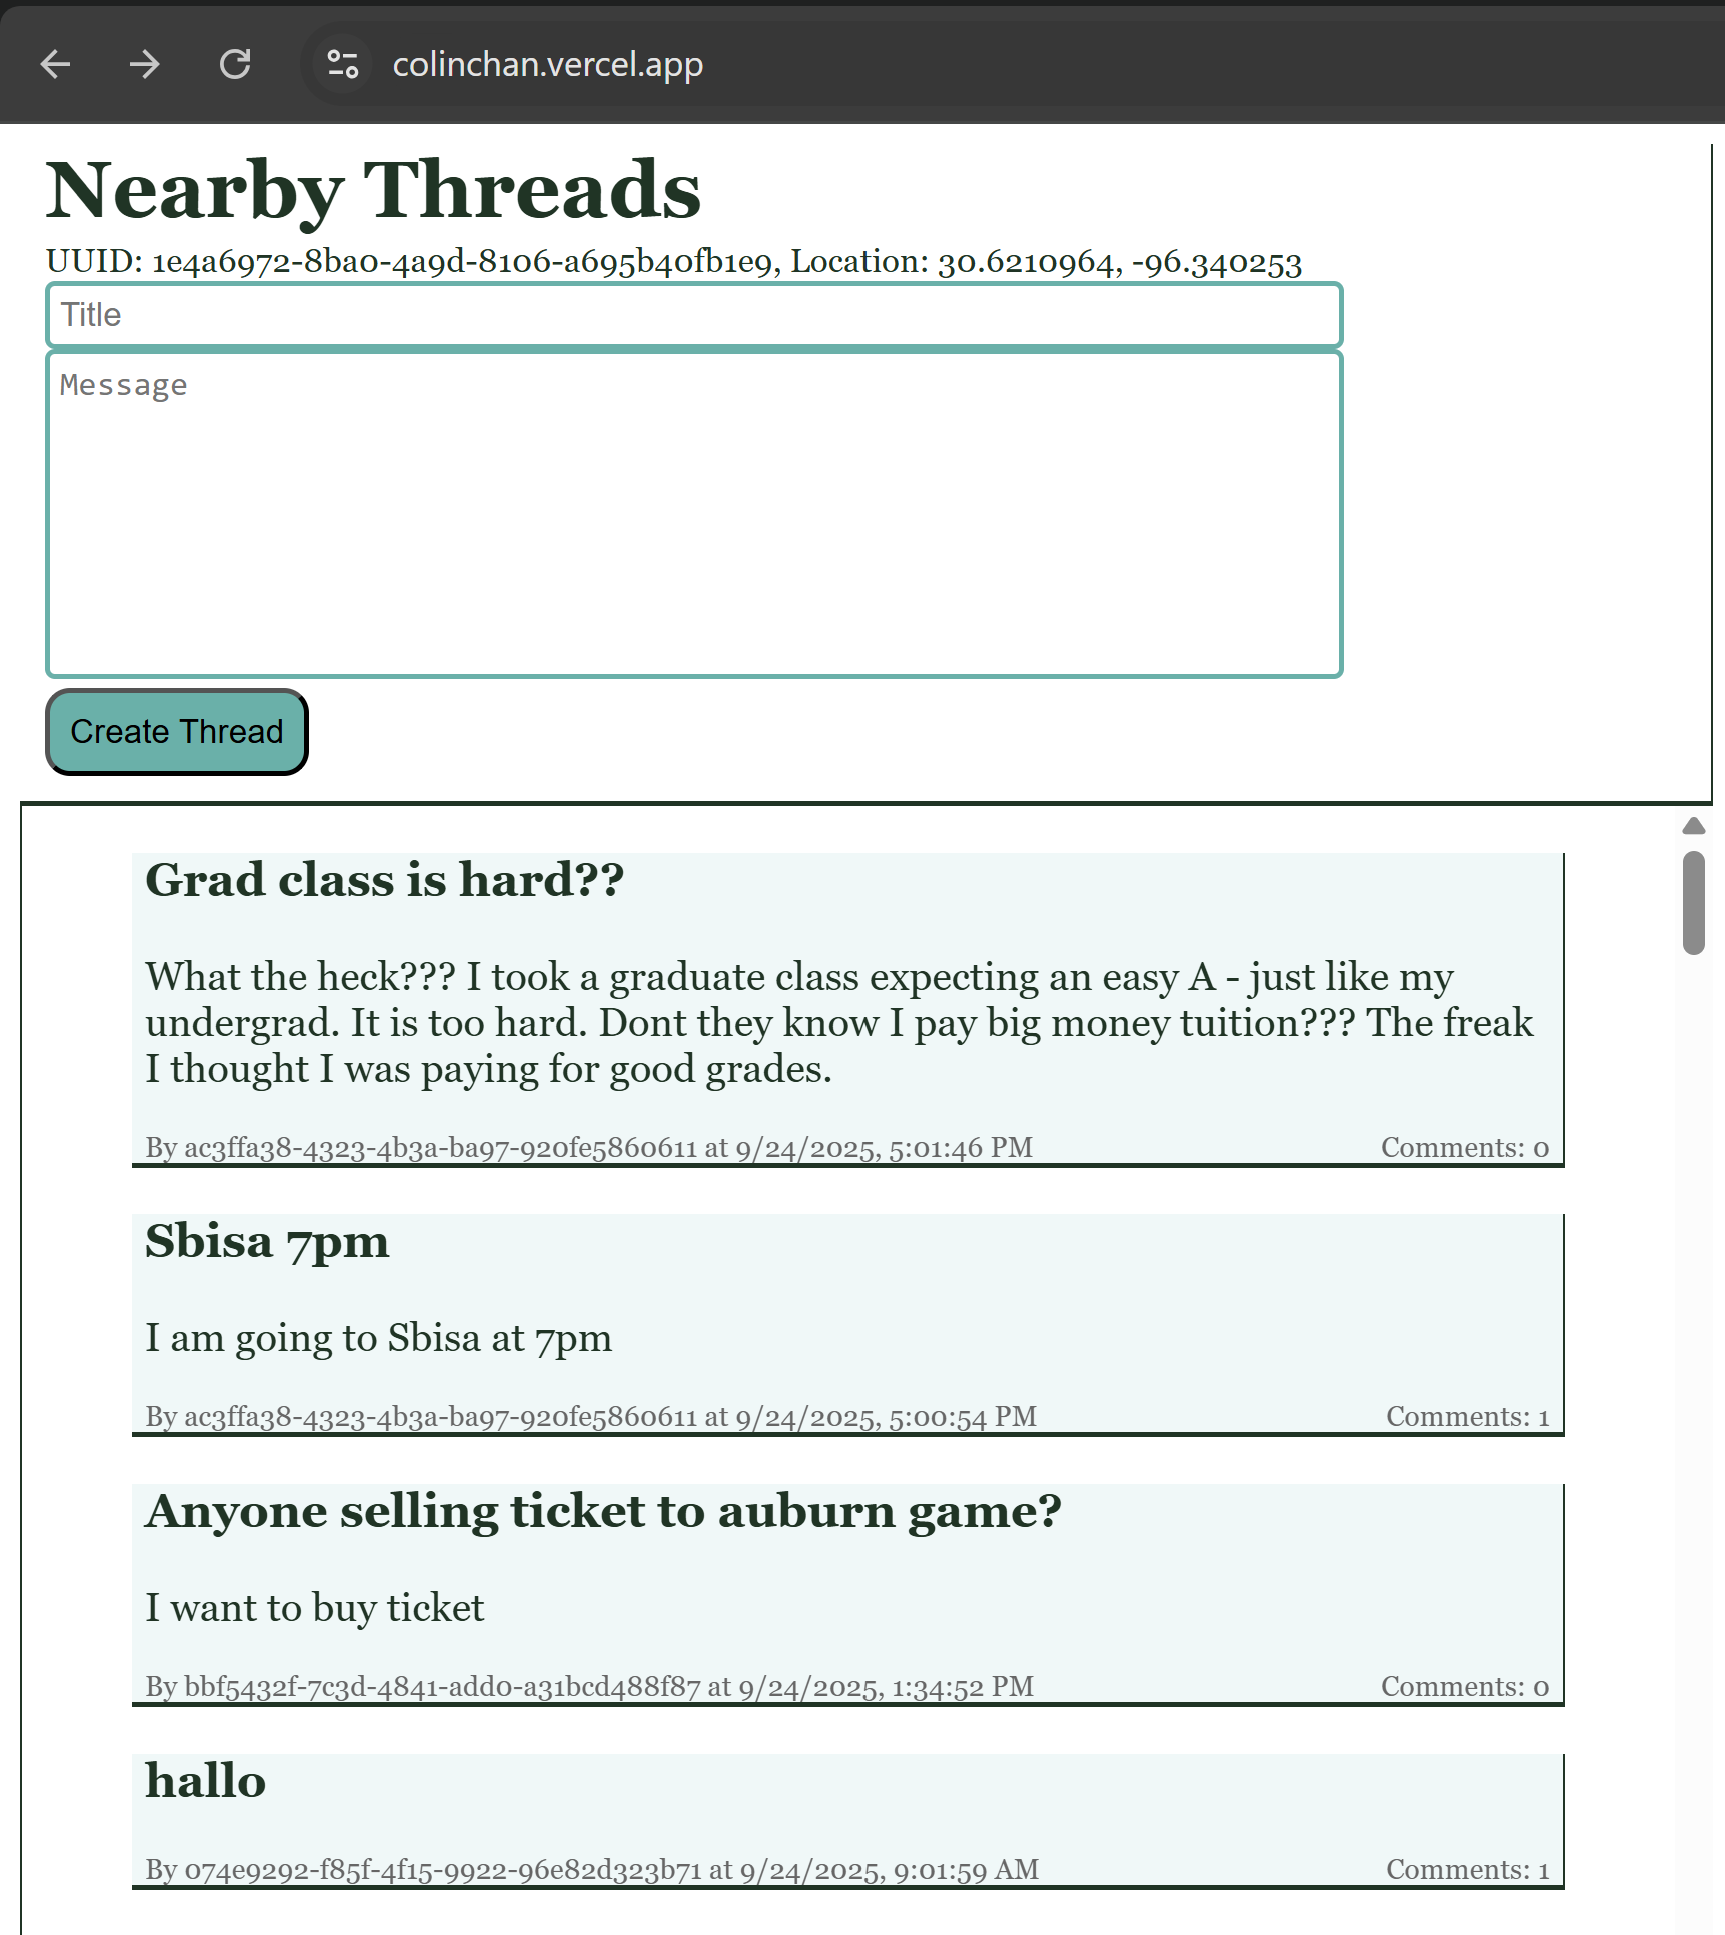 colinchan.vercel.app
Nearby Threads
UUID: 1e4a6972-8ba0-4a9d-8106-a695b40fb1e9, Location: 30.6210964, -96.340253
Title
Message
Create Thread
Grad class is hard??
What the heck??? I took a graduate class expecting an easy A - just like my
undergrad. It is too hard. Dont they know I pay big money tuition??? The freak
I thought I was paying for good grades.
By ac3ffa38-4323-4b3a-ba97-920fe5860611 at 9/24/2025, 5:01:46 PM Comments: 0
Sbisa 7pm
I am going to Sbisa at 7pm
By ac3ffa38-4323-4b3a-ba97-920fe5860611 at 9/24/2025, 5:00:54 PM Comments: 1
Anyone selling ticket to auburn game?
I want to buy ticket
By bbf5432f-7c3d-4841-add0-a31bcd488f87 at 9/24/2025, 1:34:52 PM Comments: 0
hallo
By 074e9292-f85f-4f15-9922-96e82d323b71 at 9/24/2025, 9:01:59 AM Comments: 1